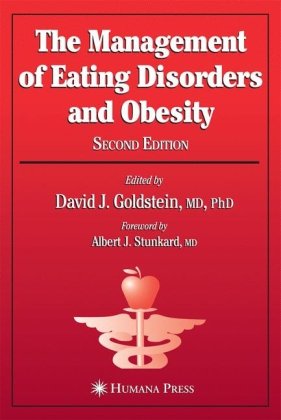 The Management
of Eating Disorders
and Obesity
SECOND EDITION
Edited by
David J. Goldstein, MD, PhD
Foreword by
Albert J. Stunkard, MD
HUMANA PRESS